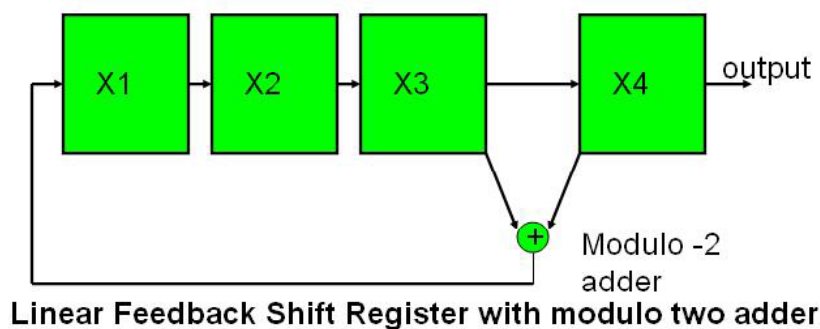 X1
X2
X3
X4
output
+
Modulo -2
adder
Linear Feedback Shift Register with modulo two adder